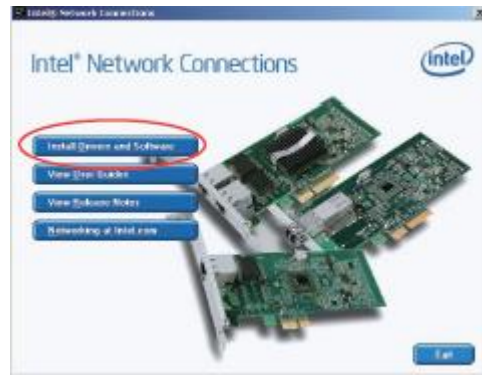 Intel® Network Connections
Intel® Network Connections
intel
Install Drivers and Software
View User Guides
View Release Notes
Networking at Intel.com
Exit